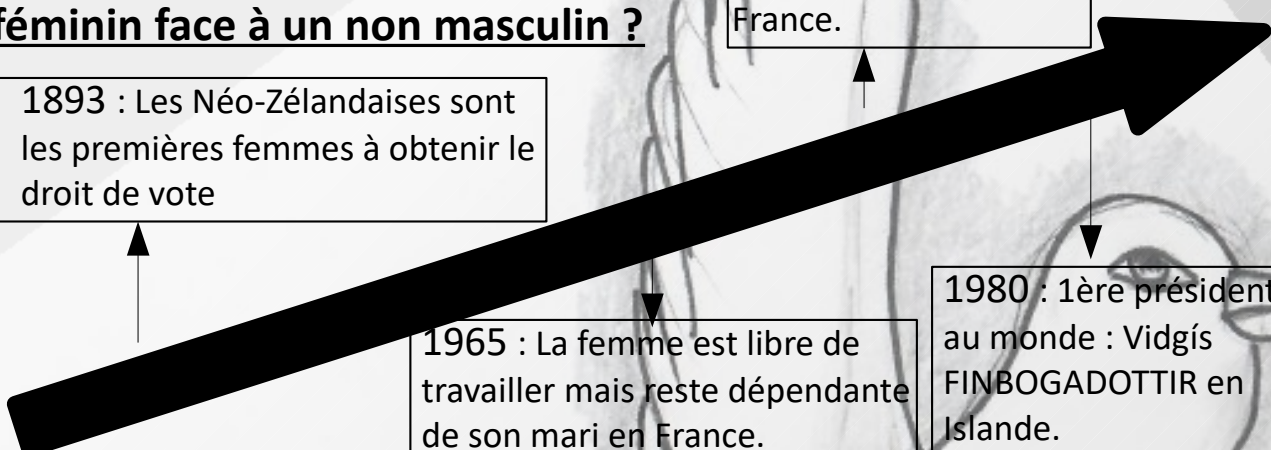 féminin face à un non masculin ?
France.
1893 : Les Néo-Zélandaises sont
les premières femmes à obtenir le
droit de vote
1965 : La femme est libre de
travailler mais reste dépendante
de son mari en France.
1980 : 1ère président
au monde : Vidgís
FINBOGADOTTIR en
Islande.